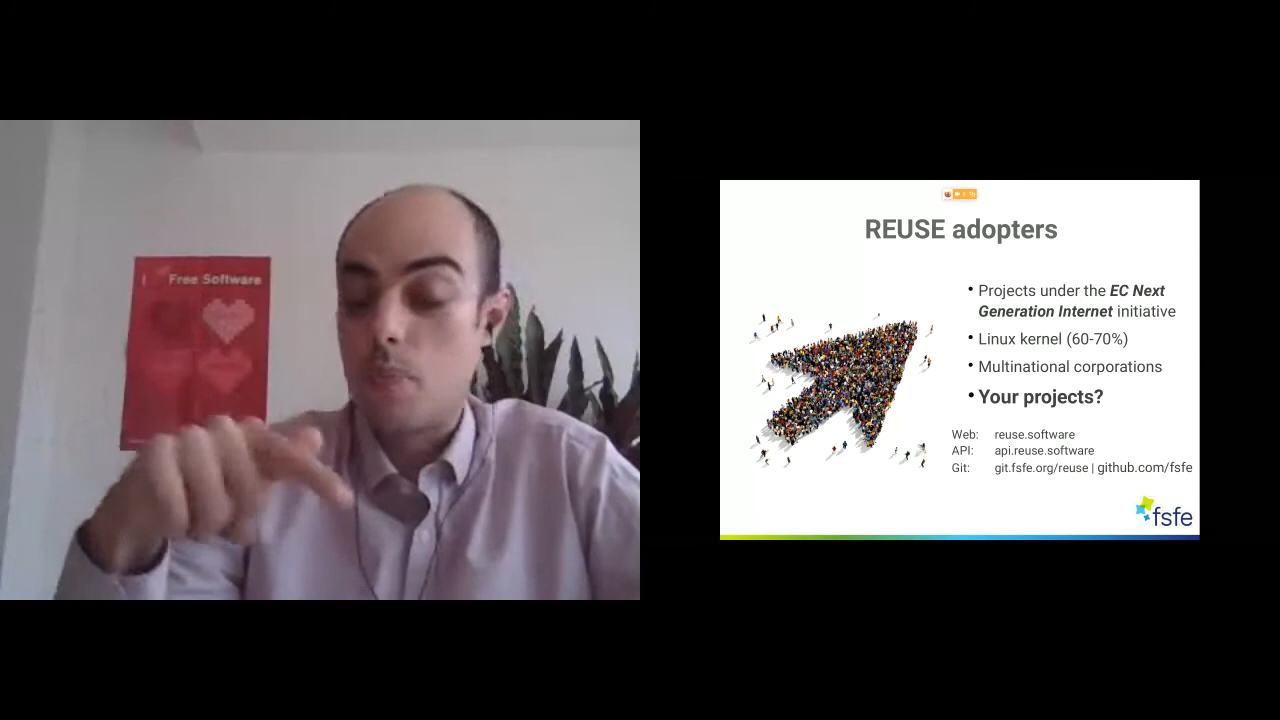 Free Software
REUSE adopters
• Projects under the EC Next
Generation Internet initiative
• Linux kernel (60-70%)
• Multinational corporations
• Your projects?
Web: reuse.software
API: api.reuse.software
Git: git.fsfe.org/reuse | github.com/fsfe
fsfe